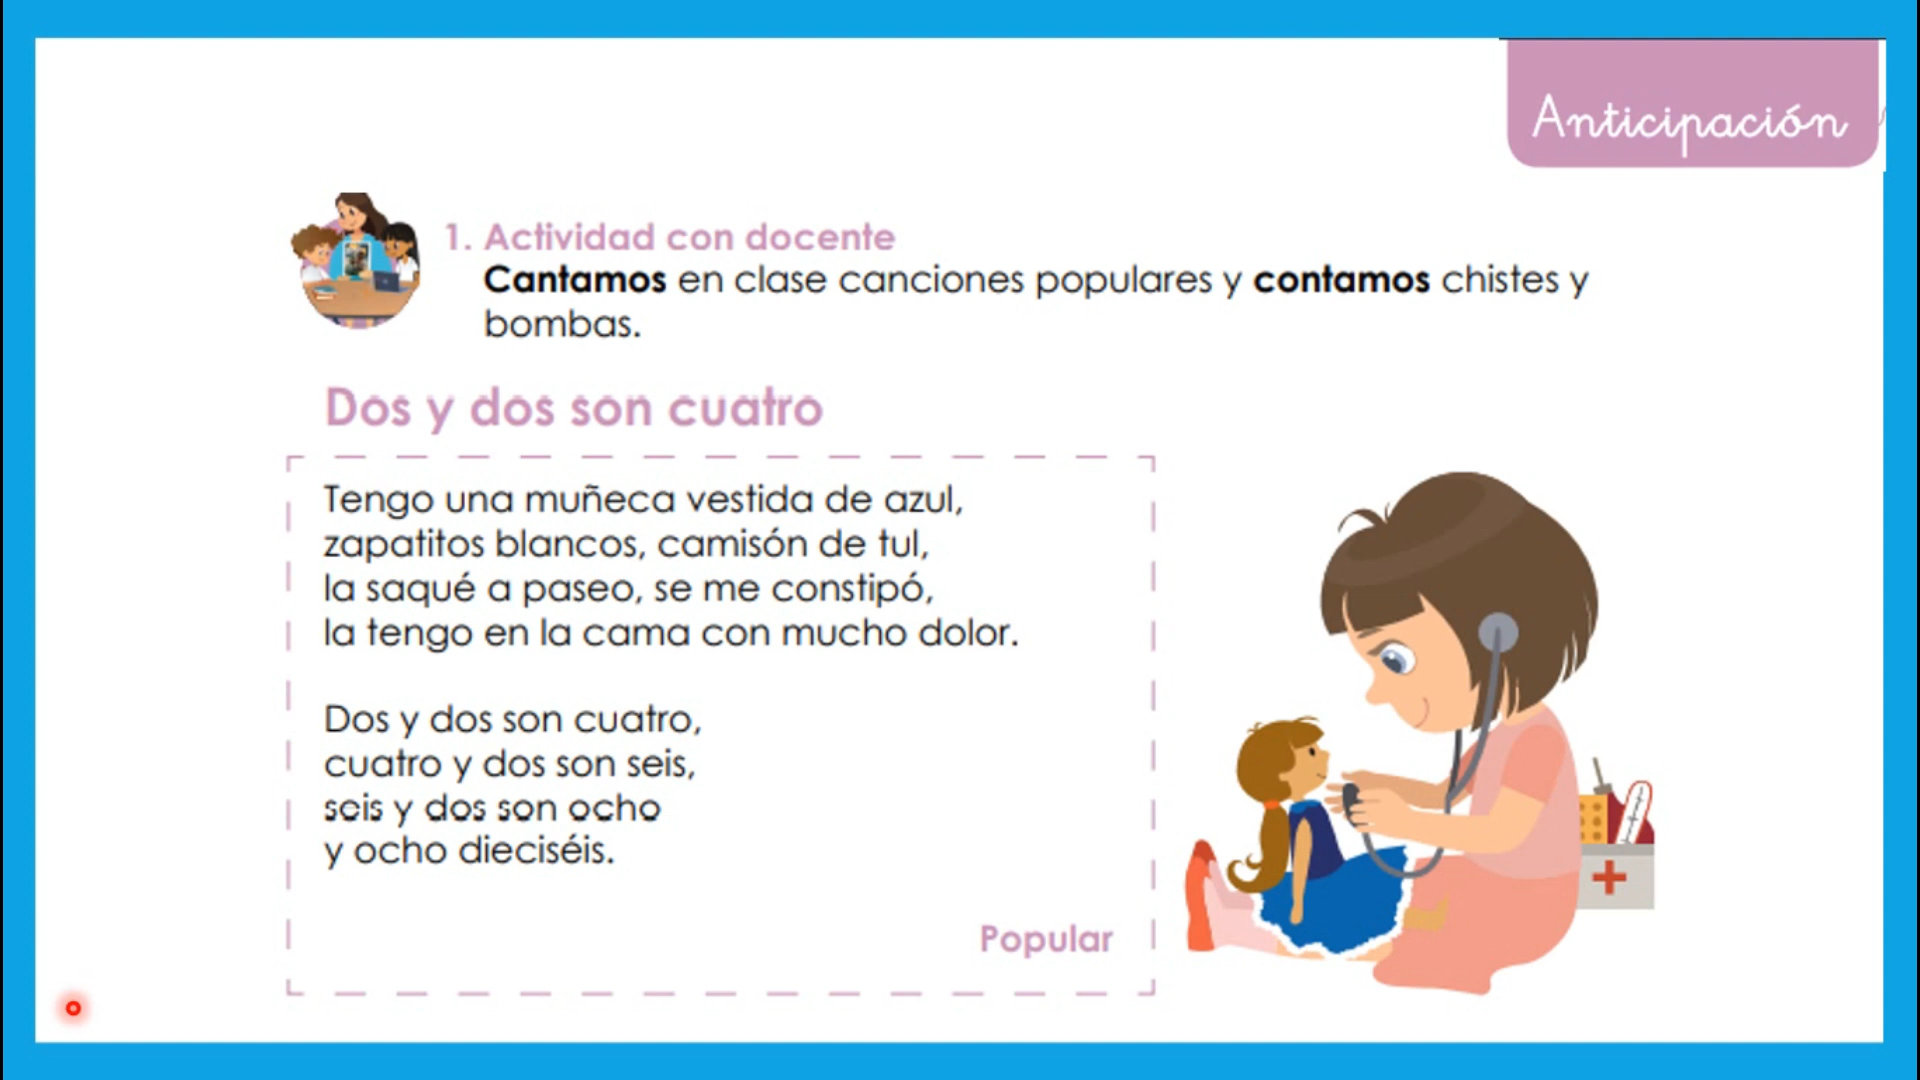 Anticipación
1. Actividad con docente
Cantamos en clase canciones populares y contamos chistes y
bombas.
Dos y dos son cuatro
Tengo una muñeca vestida de azul,
zapatitos blancos, camisón de tul,
la saqué a paseo, se me constipó,
la tengo en la cama con mucho dolor.
Dos y dos son cuatro,
cuatro y dos son seis,
seis y dos son ocho
y ocho dieciséis.
Popular